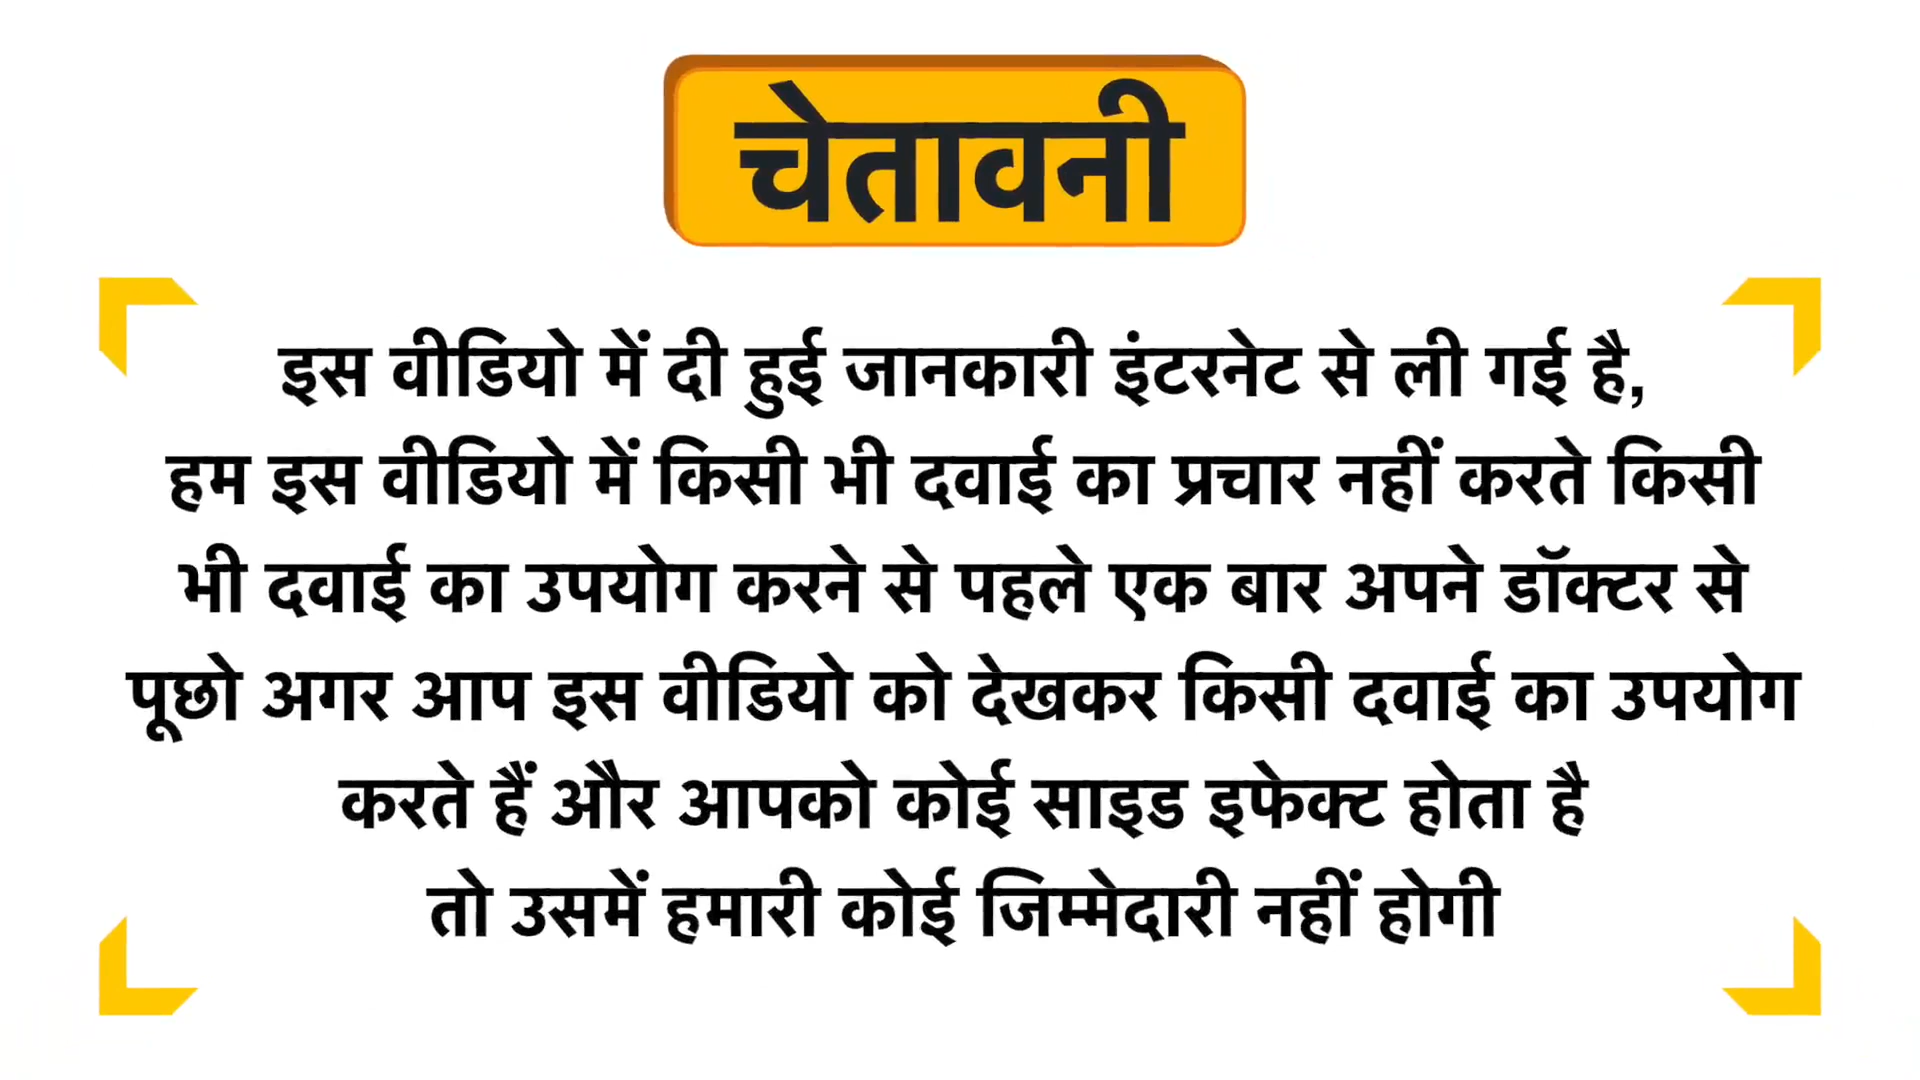 चेतावनी
इस वीडियो में दी हुई जानकारी इंटरनेट से ली गई है,
हम इस वीडियो में किसी भी दवाई का प्रचार नहीं करते किसी
भी दवाई का उपयोग करने से पहले एक बार अपने डॉक्टर से
पूछो अगर आप इस वीडियो को देखकर किसी दवाई का उपयोग
करते हैं और आपको कोई साइड इफेक्ट होता है
तो उसमें हमारी कोई जिम्मेदारी नहीं होगी